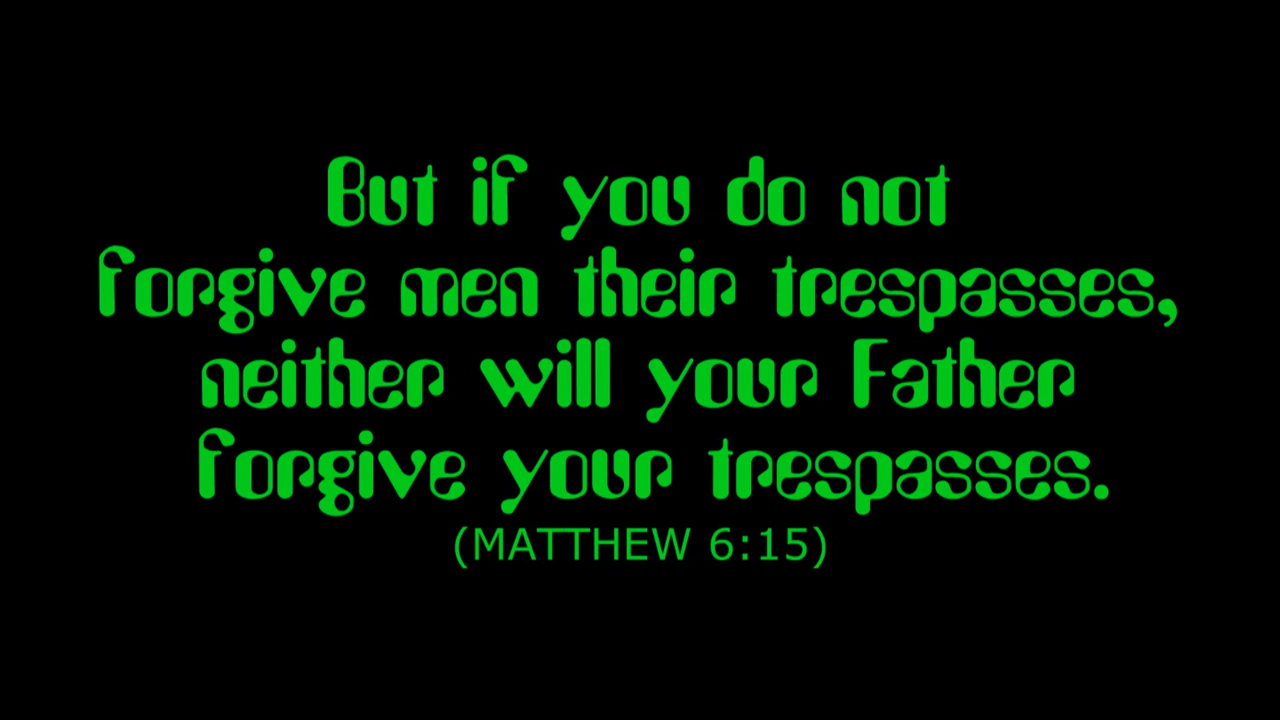 But if you do not
forgive men their trespasses,
neither will your Father
forgive your trespasses.
(MATTHEW 6:15)